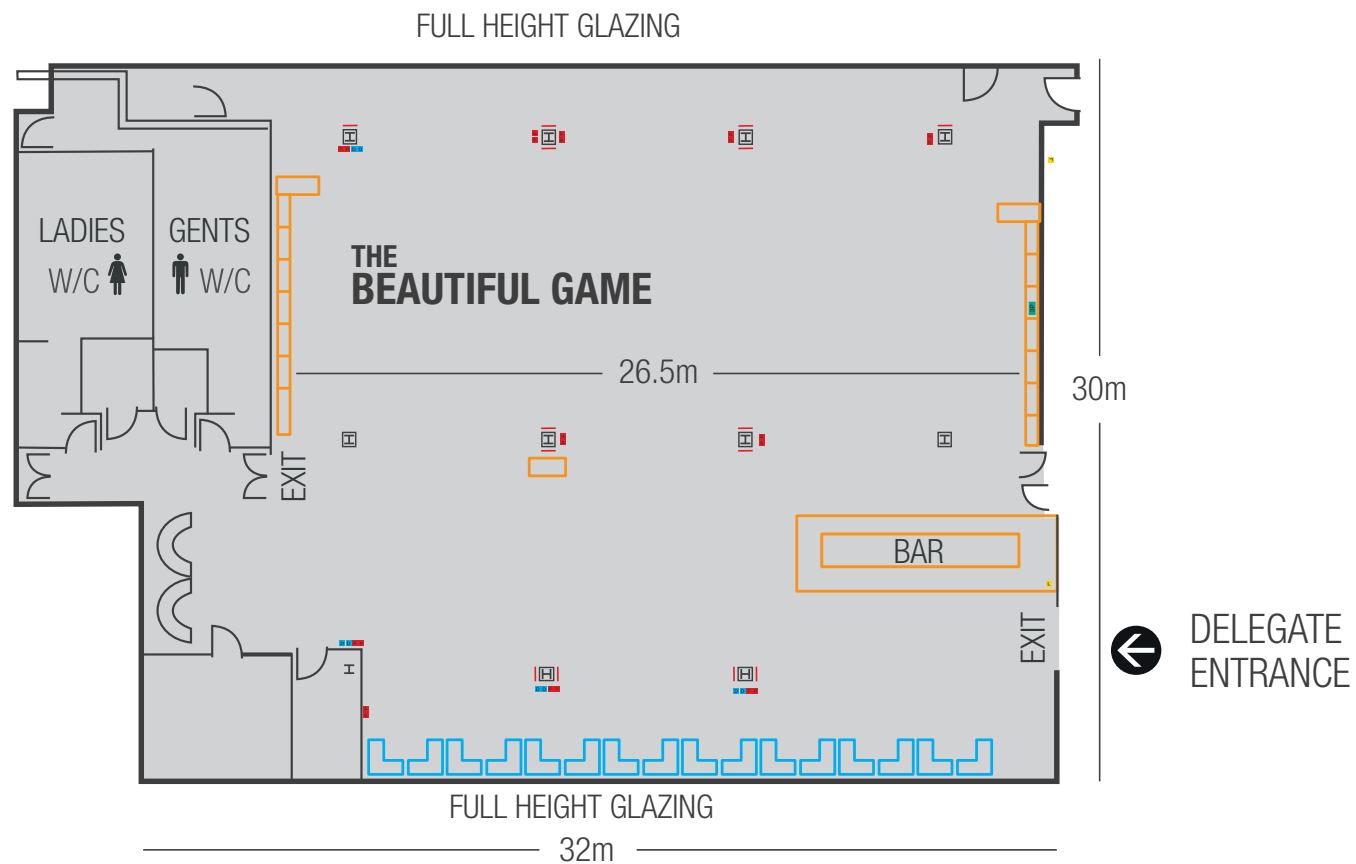 FULL HEIGHT GLAZING
LADIES
W/C
GENTS
W/C
THE
BEAUTIFUL GAME
26.5m
30m
EXIT
BAR
EXIT
DELEGATE
ENTRANCE
FULL HEIGHT GLAZING
32m